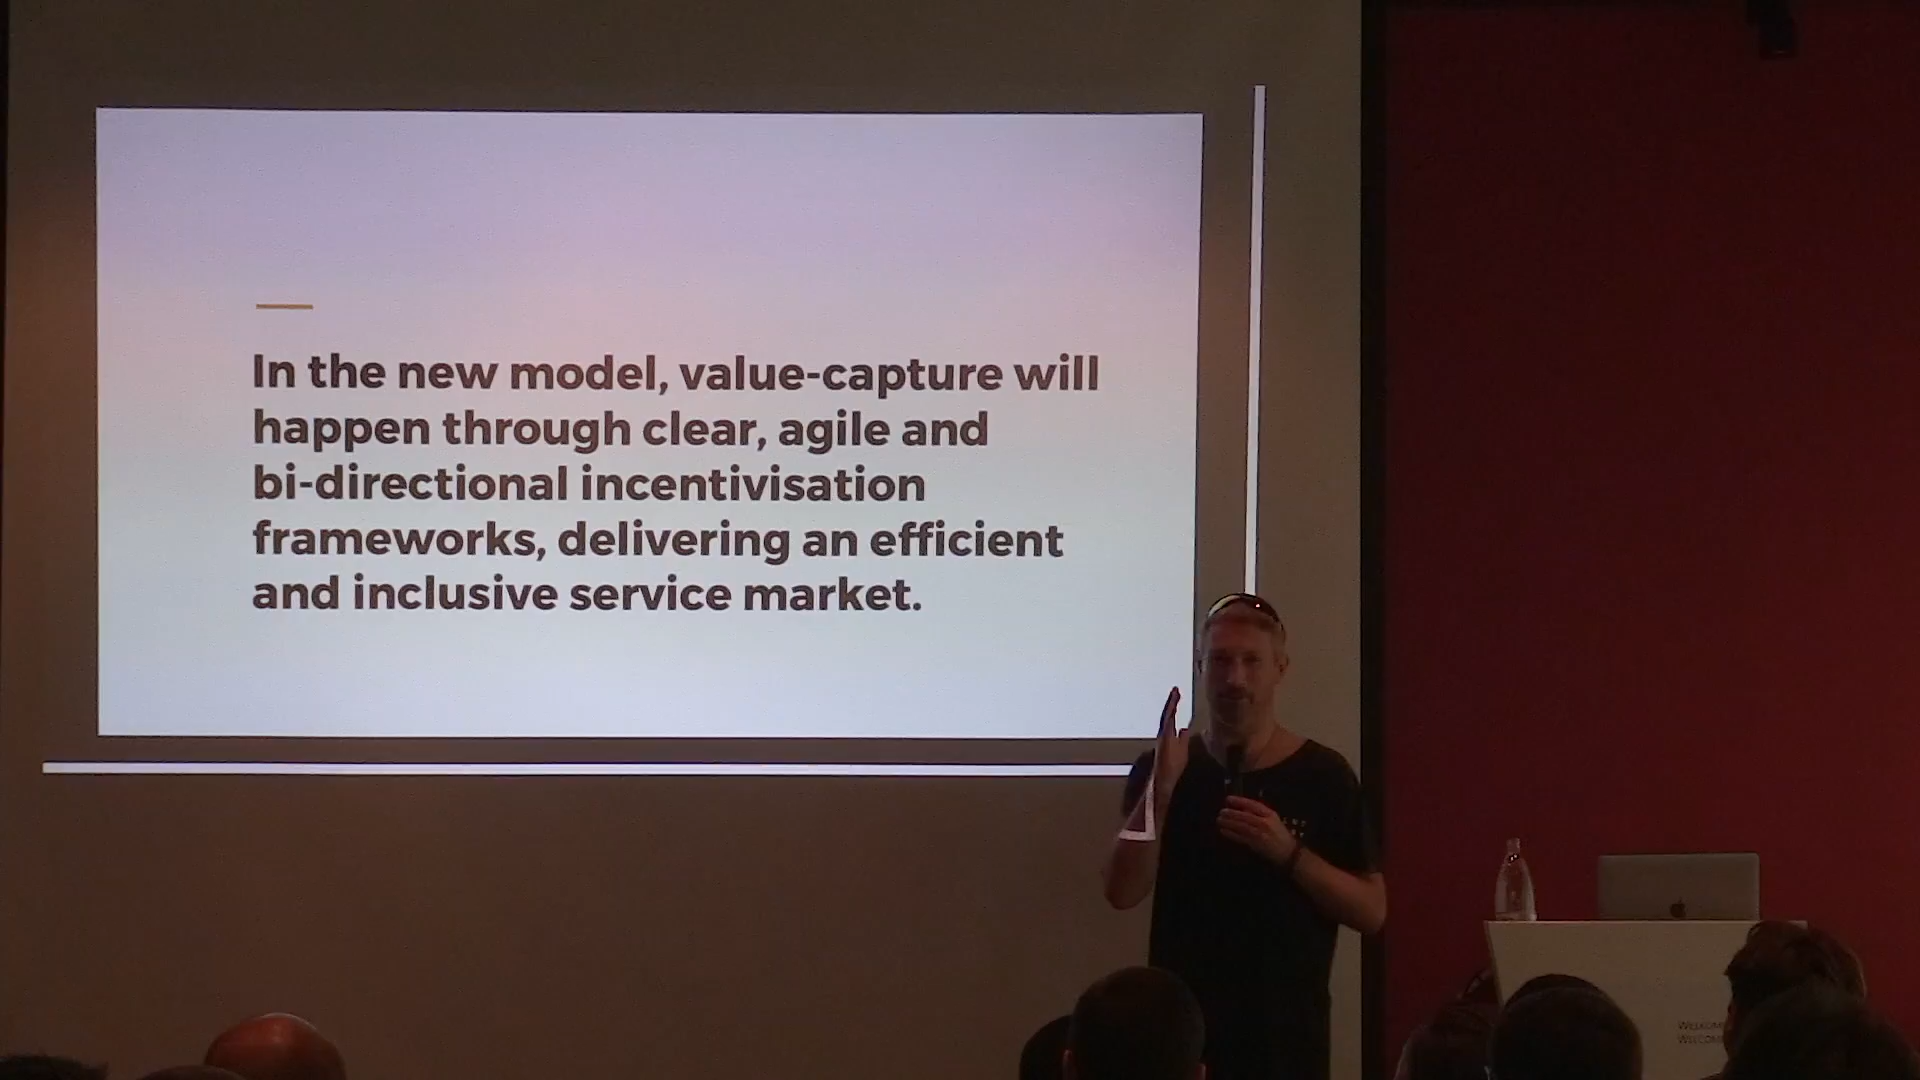 In the new model, value-capture will
happen through clear, agile and
bi-directional incentivisation
frameworks, delivering an efficient
and inclusive service market.